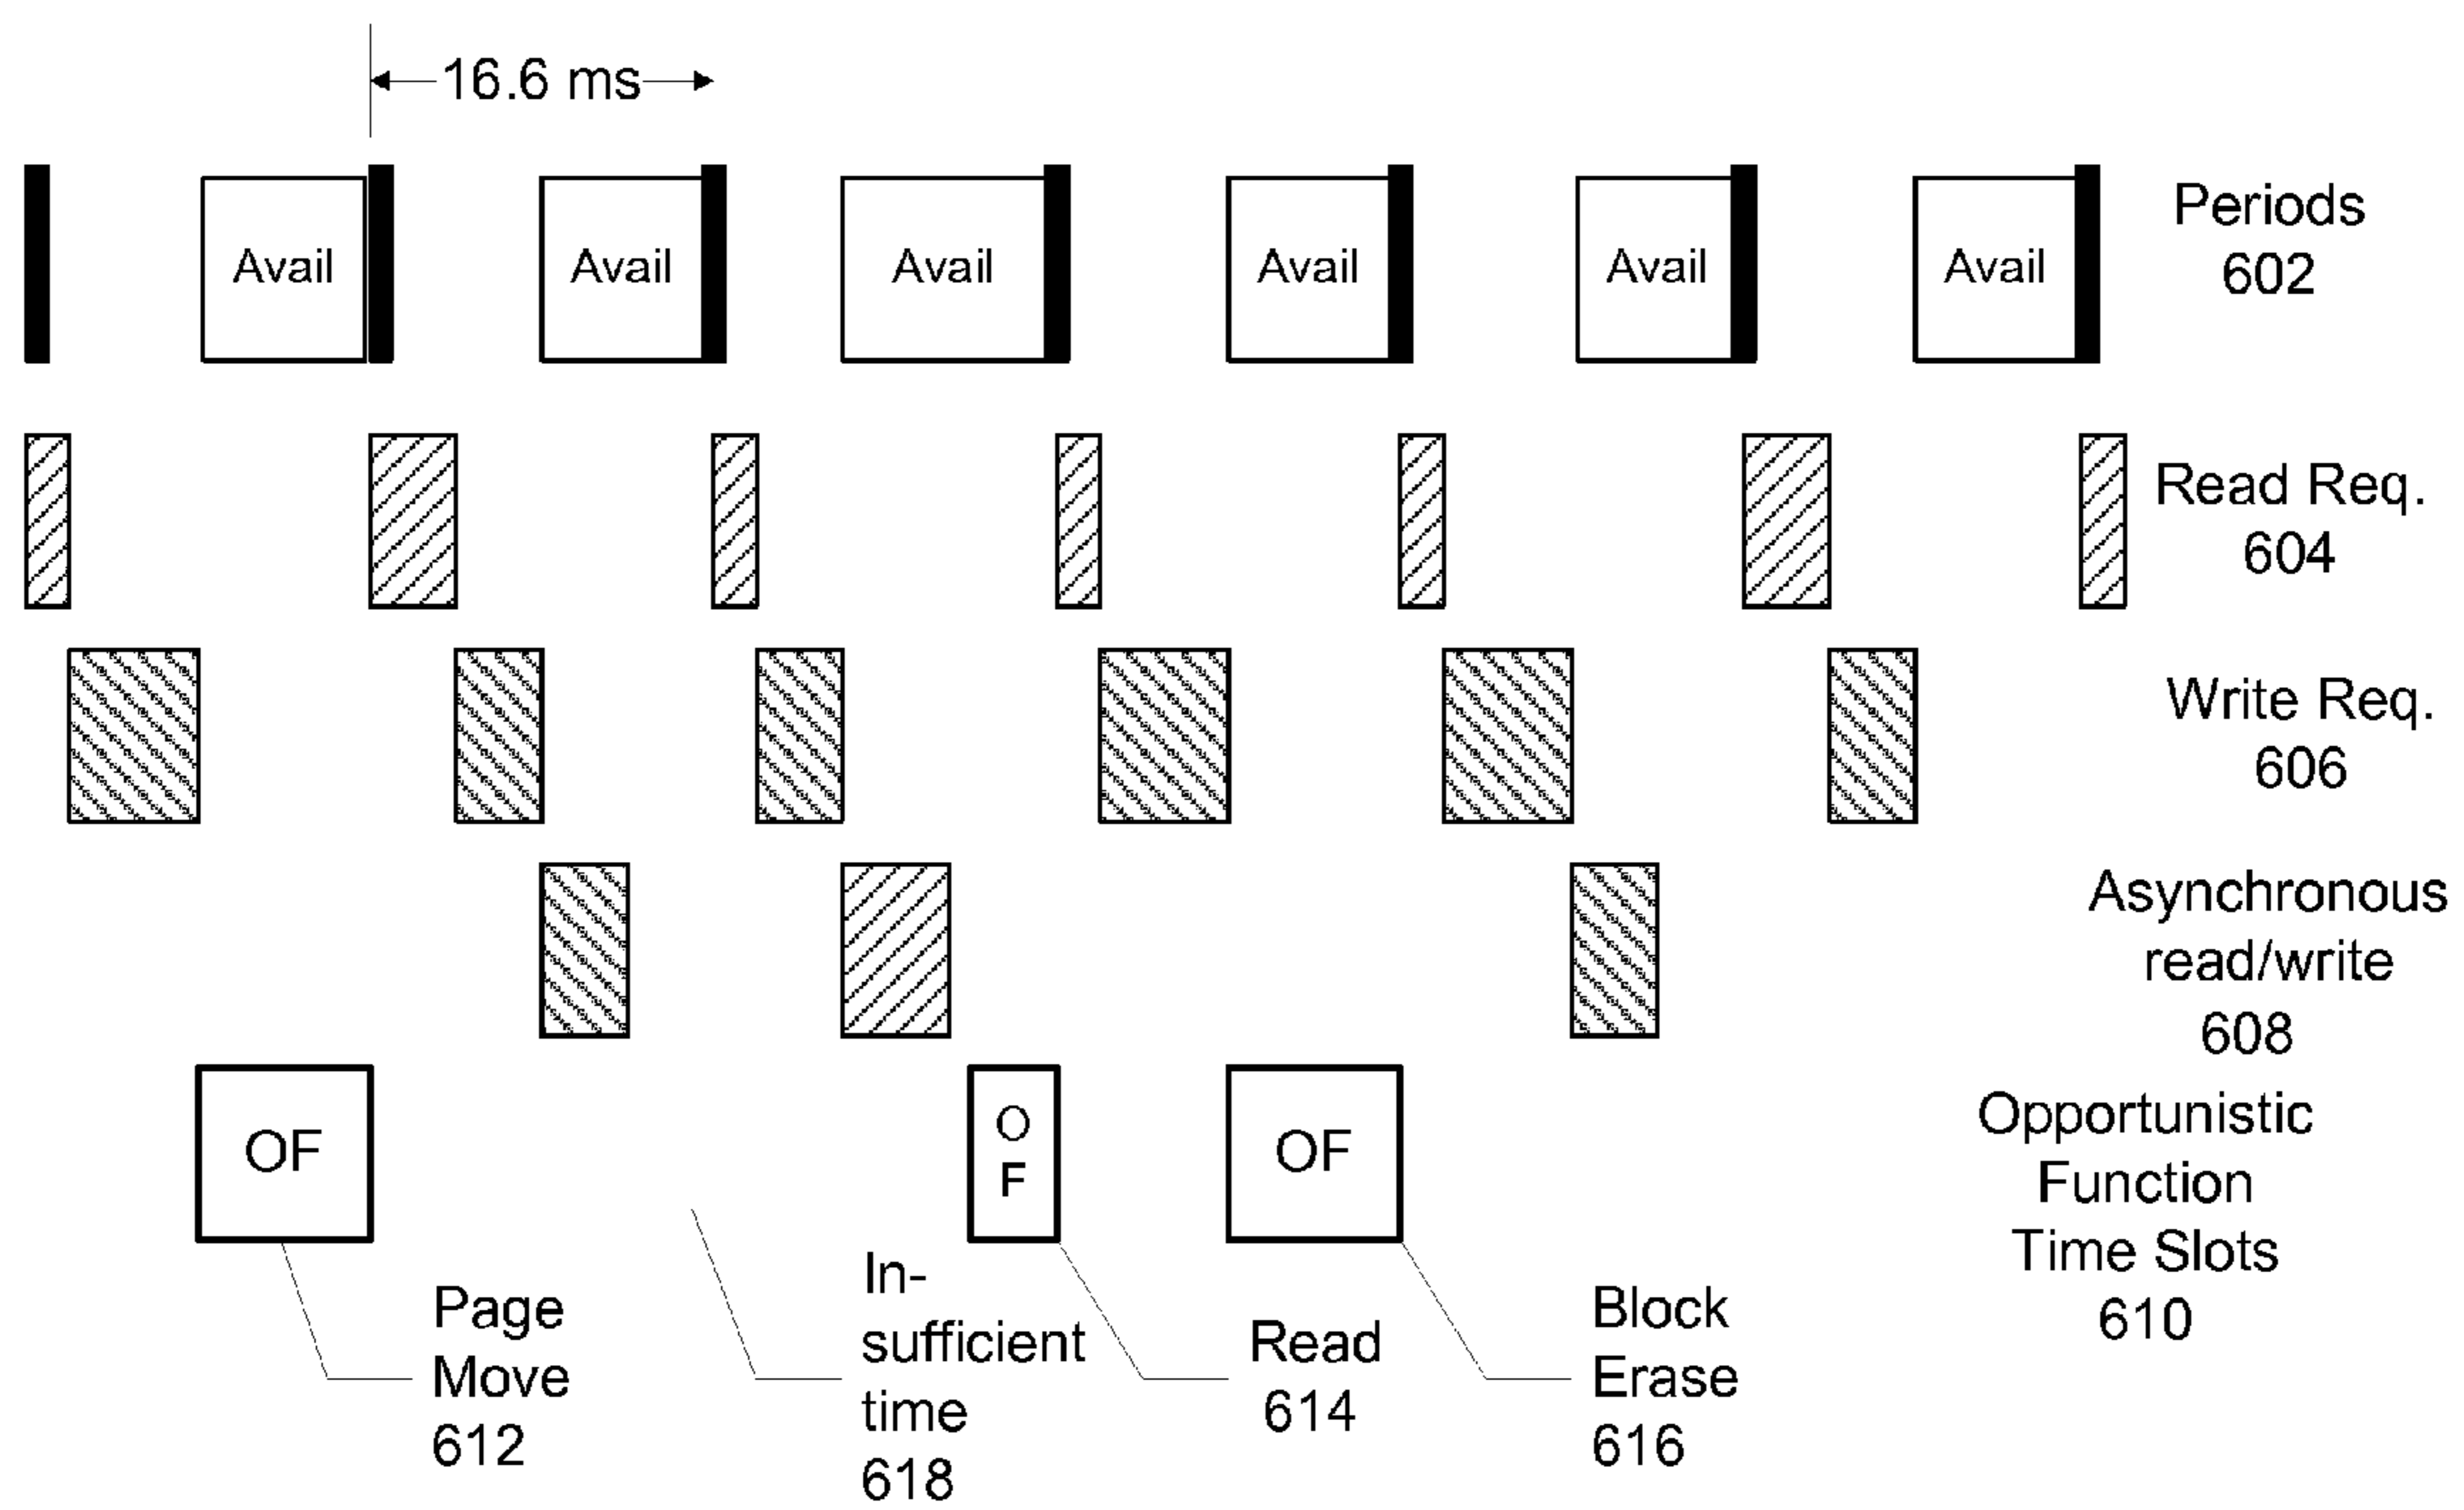 16.6 ms
Avail
Avail
Avail
Avail
Avail
Avail
Periods
602
Read Req.
604
Write Req.
606
Asynchronous
read/write
608
OF
O
F
OF
Opportunistic
Function
Time Slots
610
Page
Move
612
In-
sufficient
time
618
Read
614
Block
Erase
616